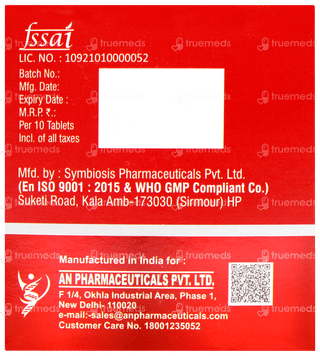 fssai
LIC. NO. : 10921010000052
Batch No.:
Mfg. Date:
Expiry Date :
M.R.P. ₹.:
Per 10 Tablets
Incl. of all taxes
Mfd. by : Symbiosis Pharmaceuticals Pvt. Ltd.
(En ISO 9001 : 2015 & WHO GMP Compliant Co.)
Suketi Road, Kala Amb-173030 (Sirmour) HP
Manufactured in India for :
AN PHARMACEUTICALS PVT. LTD.
F 1/4, Okhla Industrial Area, Phase 1,
New Delhi- 110020
e-mail:-sales@anpharmaceuticals.com
Customer Care No. 18001235052
truemeds